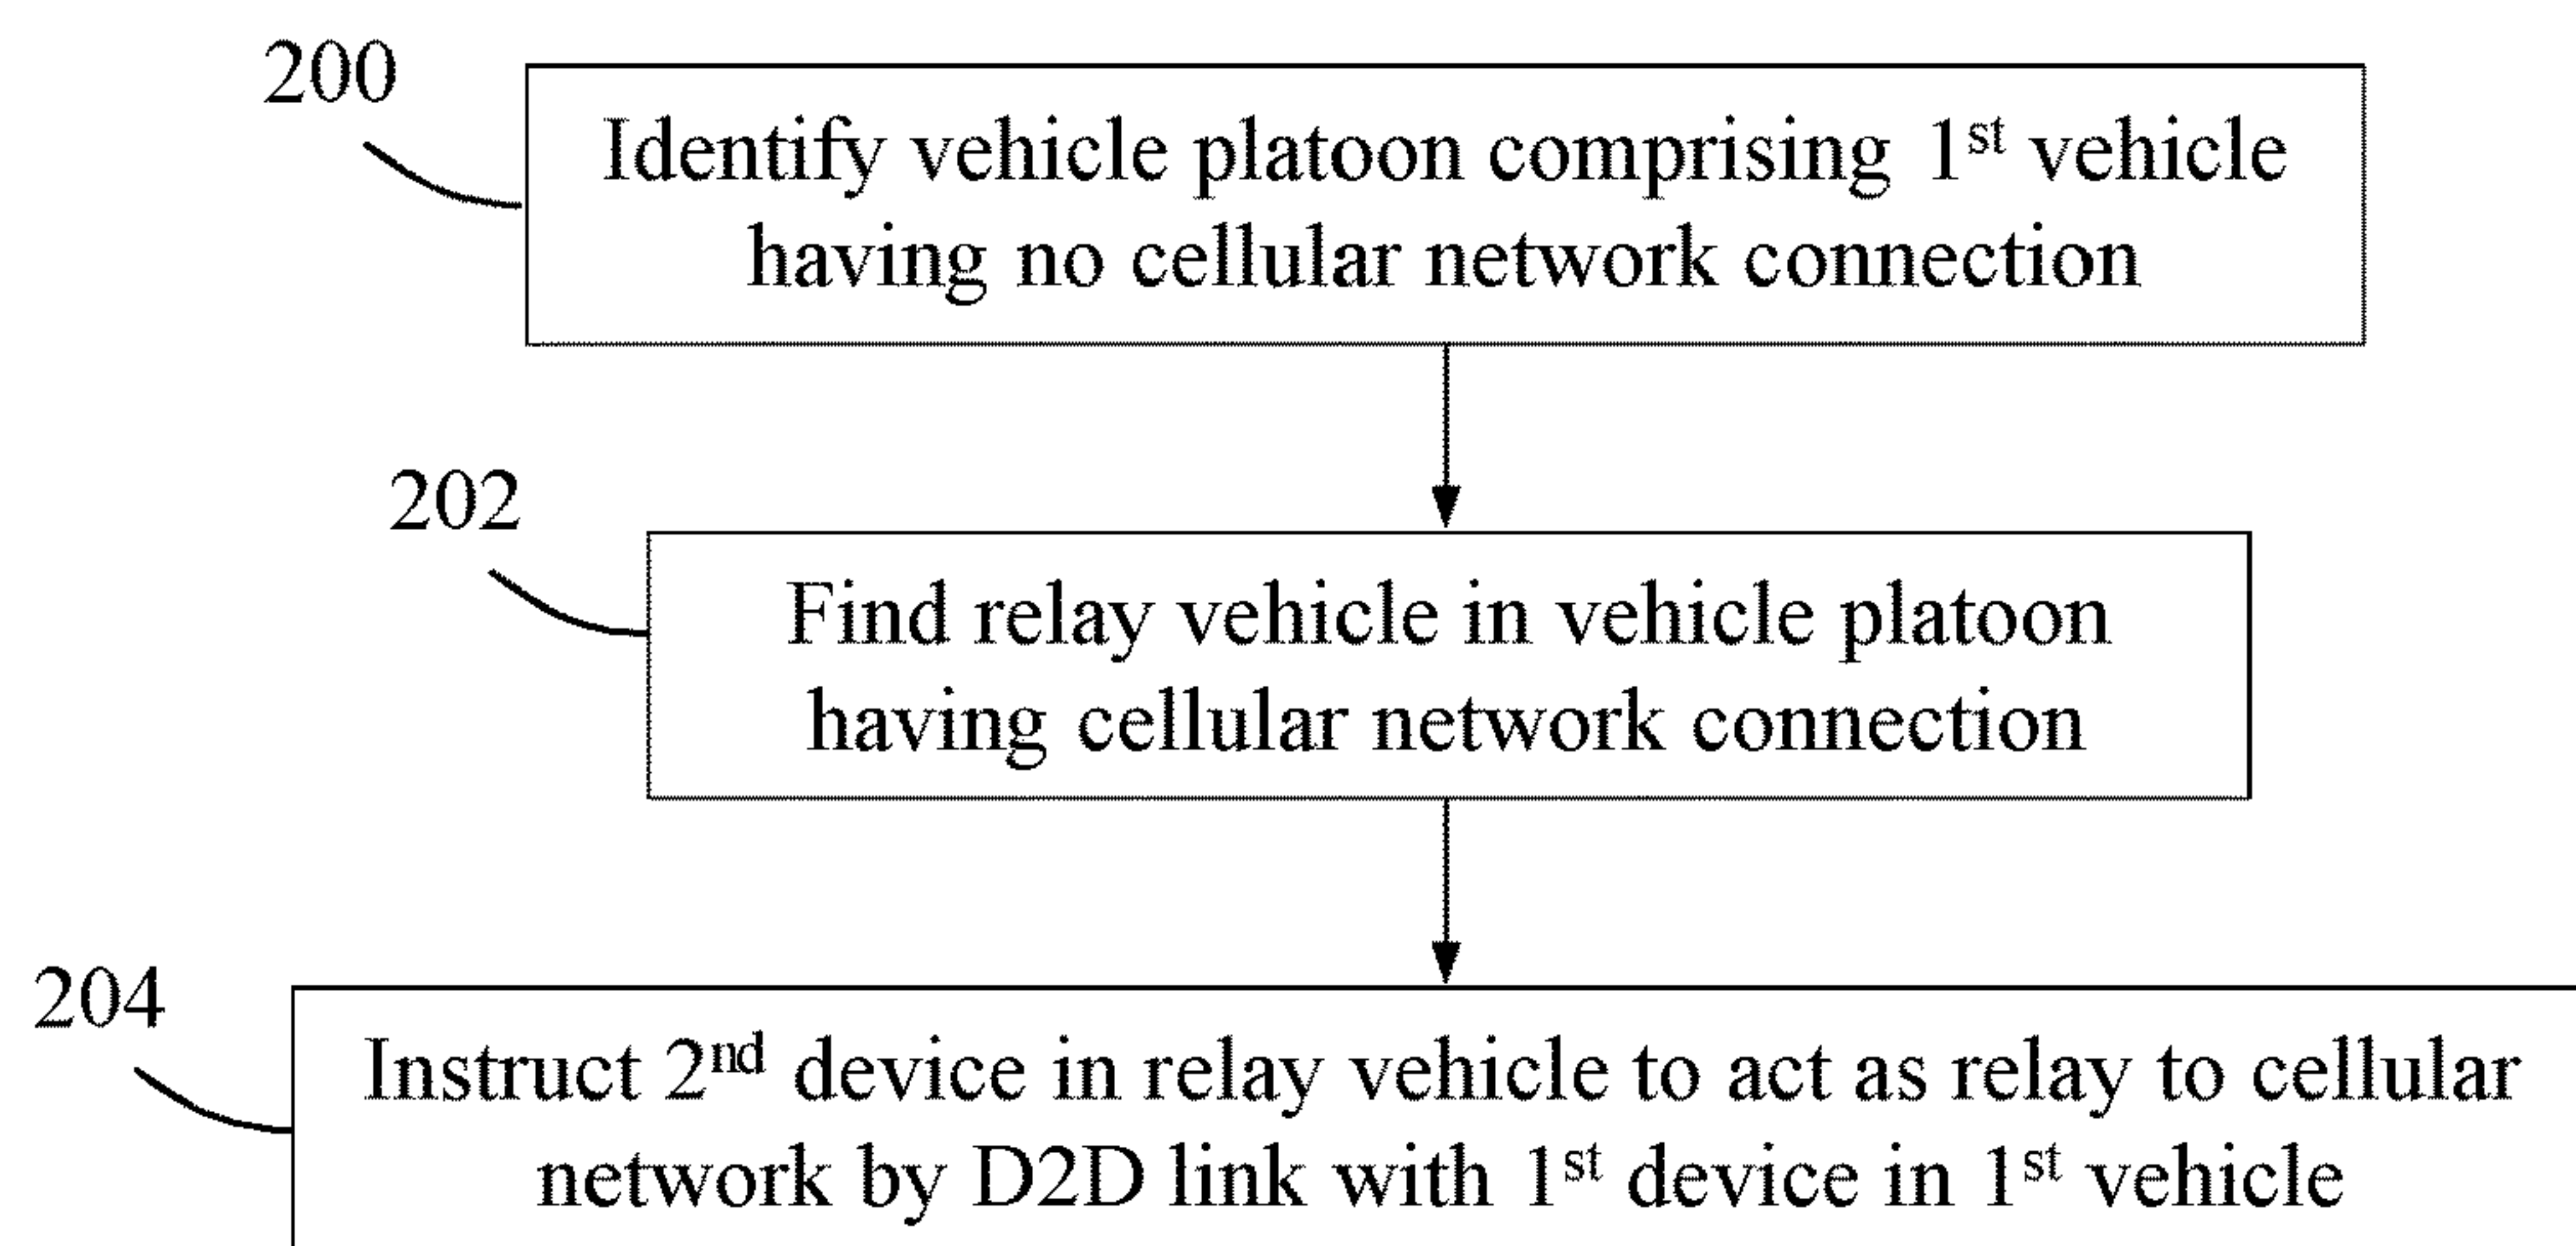 200
Identify vehicle platoon comprising 1st vehicle
having no cellular network connection
202
Find relay vehicle in vehicle platoon
having cellular network connection
204
Instruct 2nd device in relay vehicle to act as relay to cellular
network by D2D link with 1st device in 1st vehicle